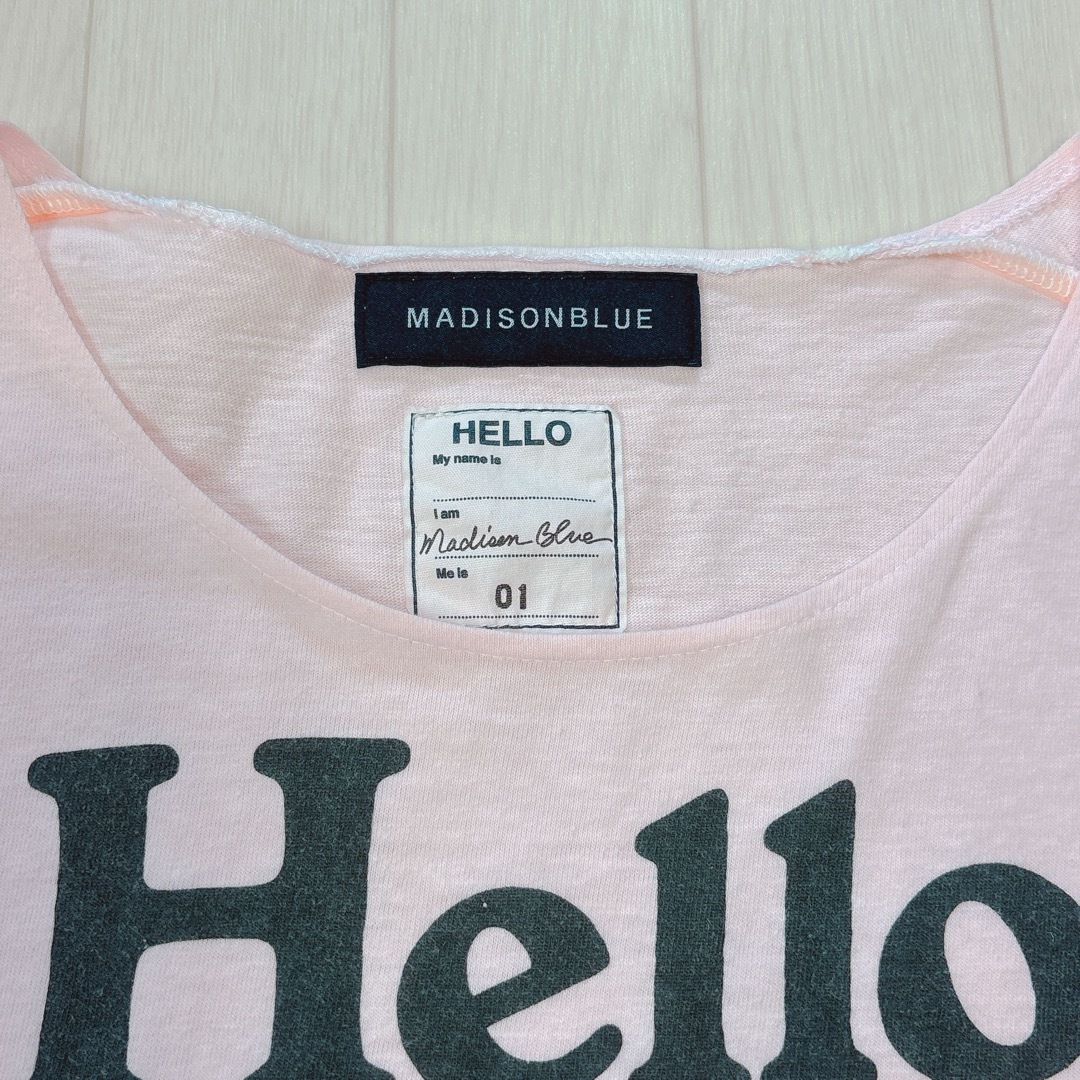 MADISONBLUE
HELLO
My name is
I am
Madison Blue
Me is
01
Hello